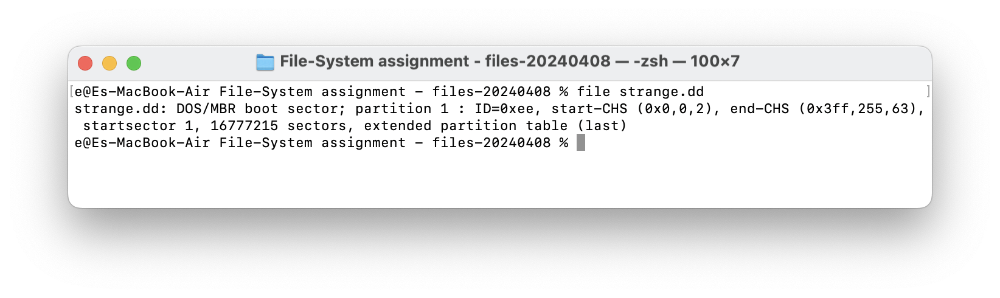 File-System assignment - files-20240408 — -zsh — 100×7
[e@Es-MacBook-Air File-System assignment - files-20240408 % file strange.dd ]
strange.dd: DOS/MBR boot sector; partition 1 : ID=0xee, start-CHS (0x0,0,2), end-CHS (0x3ff,255,63),
 startsector 1, 16777215 sectors, extended partition table (last)
e@Es-MacBook-Air File-System assignment - files-20240408 %